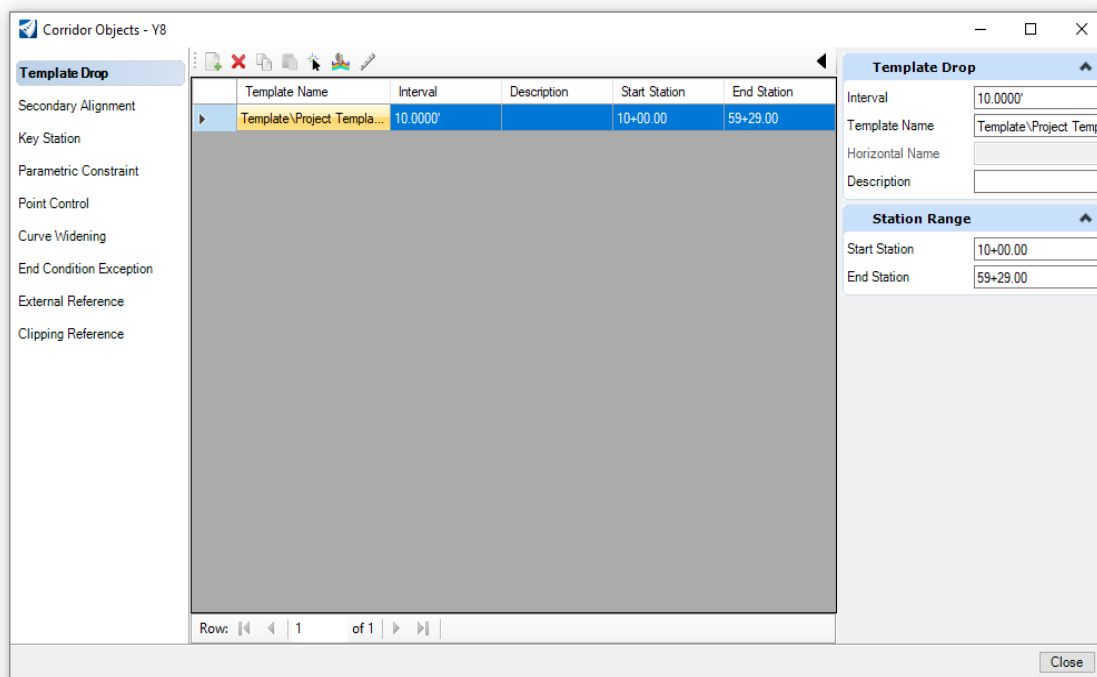 Corridor Objects - Y8
Template Drop
Secondary Alignment
Key Station
Parametric Constraint
Point Control
Curve Widening
End Condition Exception
External Reference
Clipping Reference
Template Name Interval Description Start Station End Station
Template\Project Templa... 10.0000' 10+00.00 59+29.00
Row: 1 of 1
Template Drop
Interval 10.0000'
Template Name Template\Project Temp
Horizontal Name
Description
Station Range
Start Station 10+00.00
End Station 59+29.00
Close